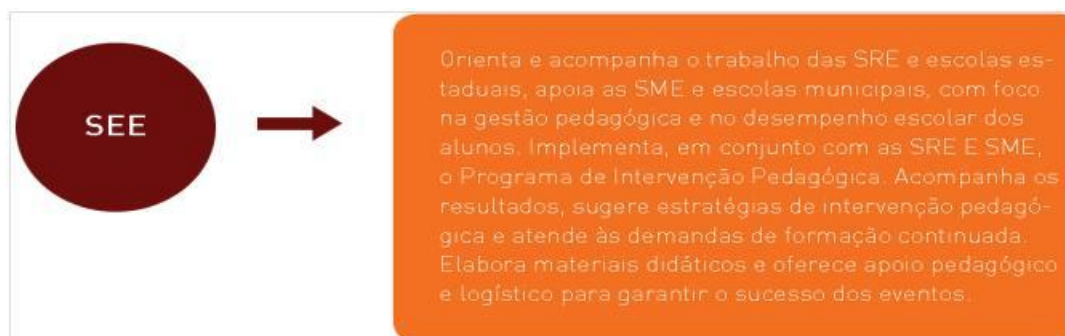 SEE
Orienta e acompanha o trabalho das SRE e escolas es-
taduais, apoia as SME e escolas municipais, com foco
na gestão pedagógica e no desempenho escolar dos
alunos. Implementa, em conjunto com as SRE E SME,
o Programa de Intervenção Pedagógica. Acompanha os
resultados, sugere estratégias de intervenção pedagó-
gica e atende às demandas de formação continuada.
Elabora materiais didáticos e oferece apoio pedagógico
e logístico para garantir o sucesso dos eventos.